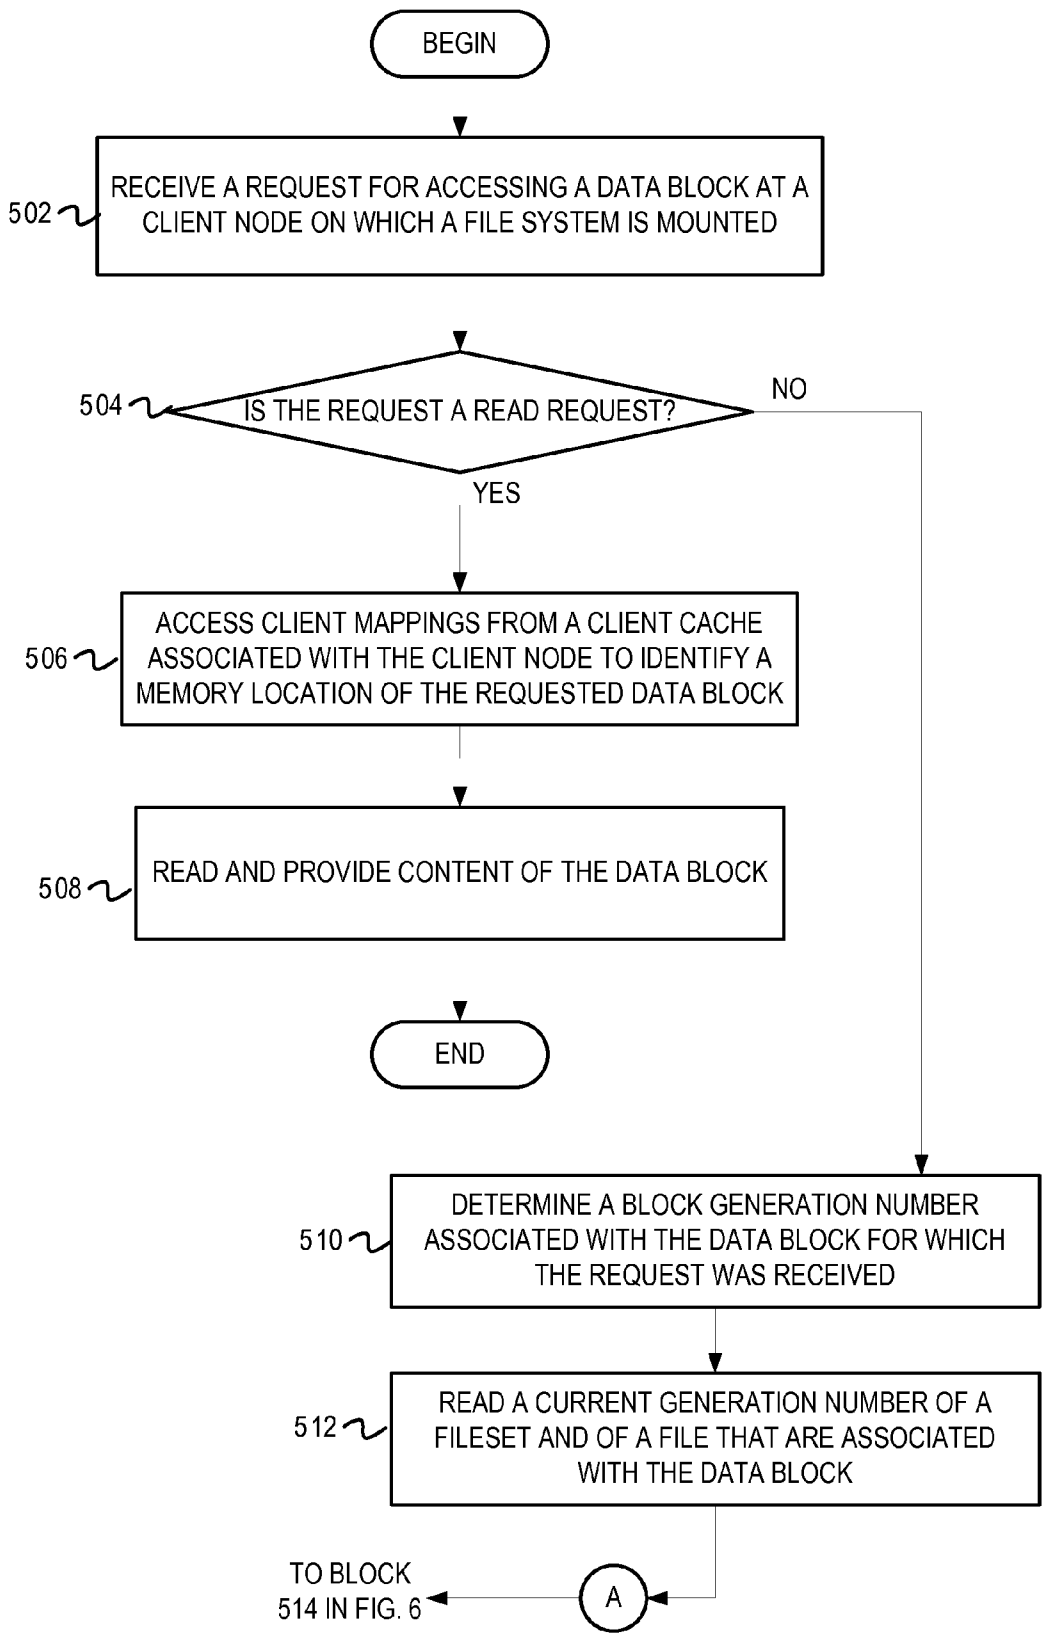 BEGIN
RECEIVE A REQUEST FOR ACCESSING A DATA BLOCK AT A
CLIENT NODE ON WHICH A FILE SYSTEM IS MOUNTED
502
504
IS THE REQUEST A READ REQUEST?
NO
YES
ACCESS CLIENT MAPPINGS FROM A CLIENT CACHE
ASSOCIATED WITH THE CLIENT NODE TO IDENTIFY A
MEMORY LOCATION OF THE REQUESTED DATA BLOCK
506
READ AND PROVIDE CONTENT OF THE DATA BLOCK
508
END
DETERMINE A BLOCK GENERATION NUMBER
ASSOCIATED WITH THE DATA BLOCK FOR WHICH
THE REQUEST WAS RECEIVED
510
READ A CURRENT GENERATION NUMBER OF A
FILESET AND OF A FILE THAT ARE ASSOCIATED
WITH THE DATA BLOCK
512
TO BLOCK
514 IN FIG. 6
A